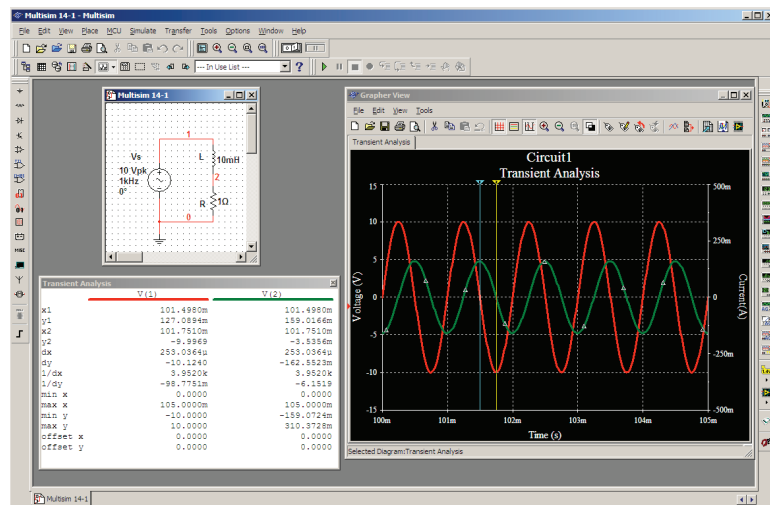 Multisim 14-1 - Multisim
File Edit View Place MCU Simulate Transfer Tools Options Window Help
--- In Use List ---
Multisim 14-1
1
Vs
10 Vpk
1kHz
0°
L
10mH
2
R
1Ω
0
MISC
Grapher View
File Edit View Tools
Transient Analysis
Circuit1
Transient Analysis
15
10
5
0
-5
-10
-15
Voltage (V)
500m
250m
0
-150m
-300m
Current(A)
100m 101m 102m 103m 104m 105m
Time (s)
Selected Diagram:Transient Analysis
Transient Analysis
V(1) V(2)
x1 101.4980m 101.4980m
y1 127.0894m 159.0166m
x2 101.7510m 101.7510m
y2 -9.9969 -3.5356m
dx 253.0364µ 253.0364µ
dy -10.1240 -162.5523m
1/dx 3.9520k 3.9520k
1/dy -98.7751m -6.1519
min x 0.0000 0.0000
max x 105.0000m 105.0000m
min y -10.0000 -159.0724m
max y 10.0000 310.3728m
offset x 0.0000 0.0000
offset y 0.0000 0.0000
Multisim 14-1